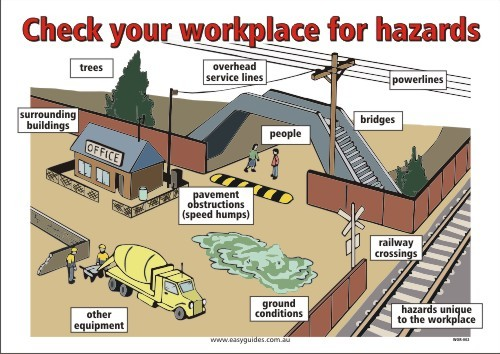 Check your workplace for hazards
trees
overhead
service lines
powerlines
surrounding
buildings
bridges
people
OFFICE
pavement
obstructions
(speed humps)
railway
crossings
ground
conditions
other
equipment
hazards unique
to the workplace
www.easyguides.com.au